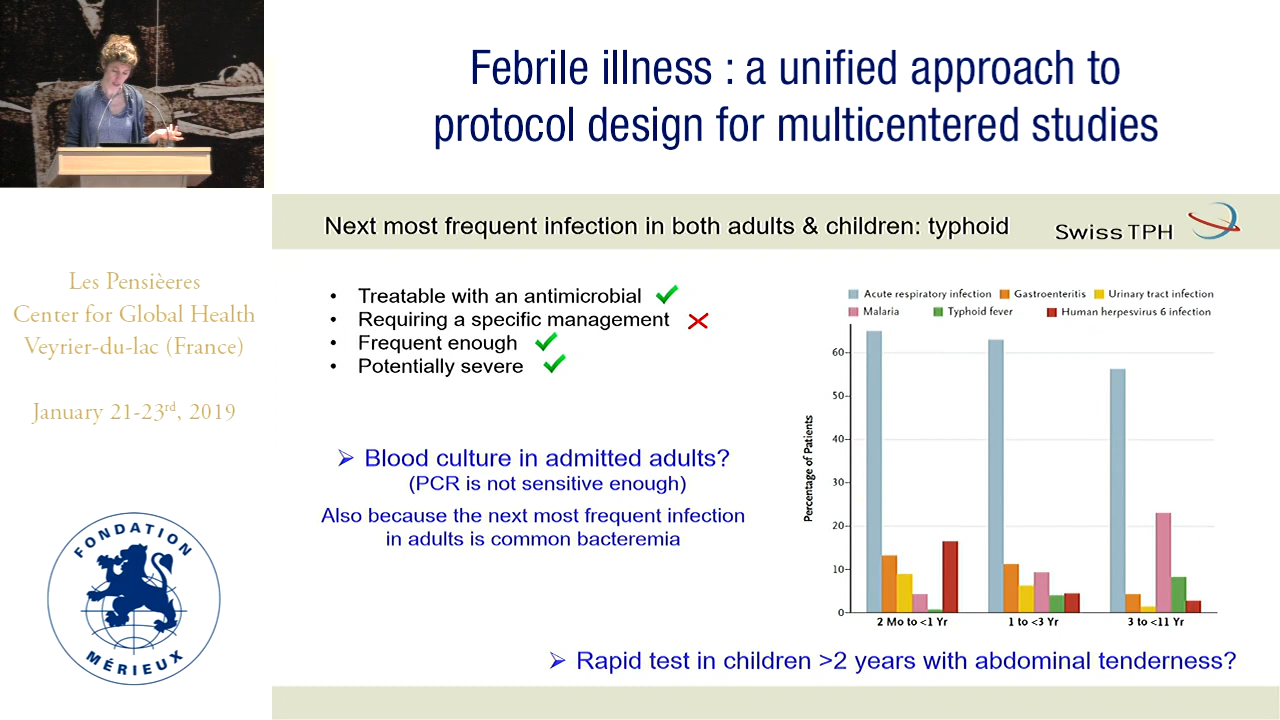 Febrile illness : a unified approach to
protocol design for multicentered studies
Next most frequent infection in both adults & children: typhoid
Swiss TPH
Les Pensièeres
Center for Global Health
Veyrier-du-lac (France)
January 21-23rd, 2019
FONDATION
MÉRIEUX
• Treatable with an antimicrobial
• Requiring a specific management
• Frequent enough
• Potentially severe
➢ Blood culture in admitted adults?
(PCR is not sensitive enough)
Also because the next most frequent infection
in adults is common bacteremia
Acute respiratory infection Gastroenteritis Urinary tract infection
Malaria Typhoid fever Human herpesvirus 6 infection
Percentage of Patients
60
50
40
30
20
10
0
2 Mo to <1 Yr 1 to <3 Yr 3 to <11 Yr
➢ Rapid test in children >2 years with abdominal tenderness?